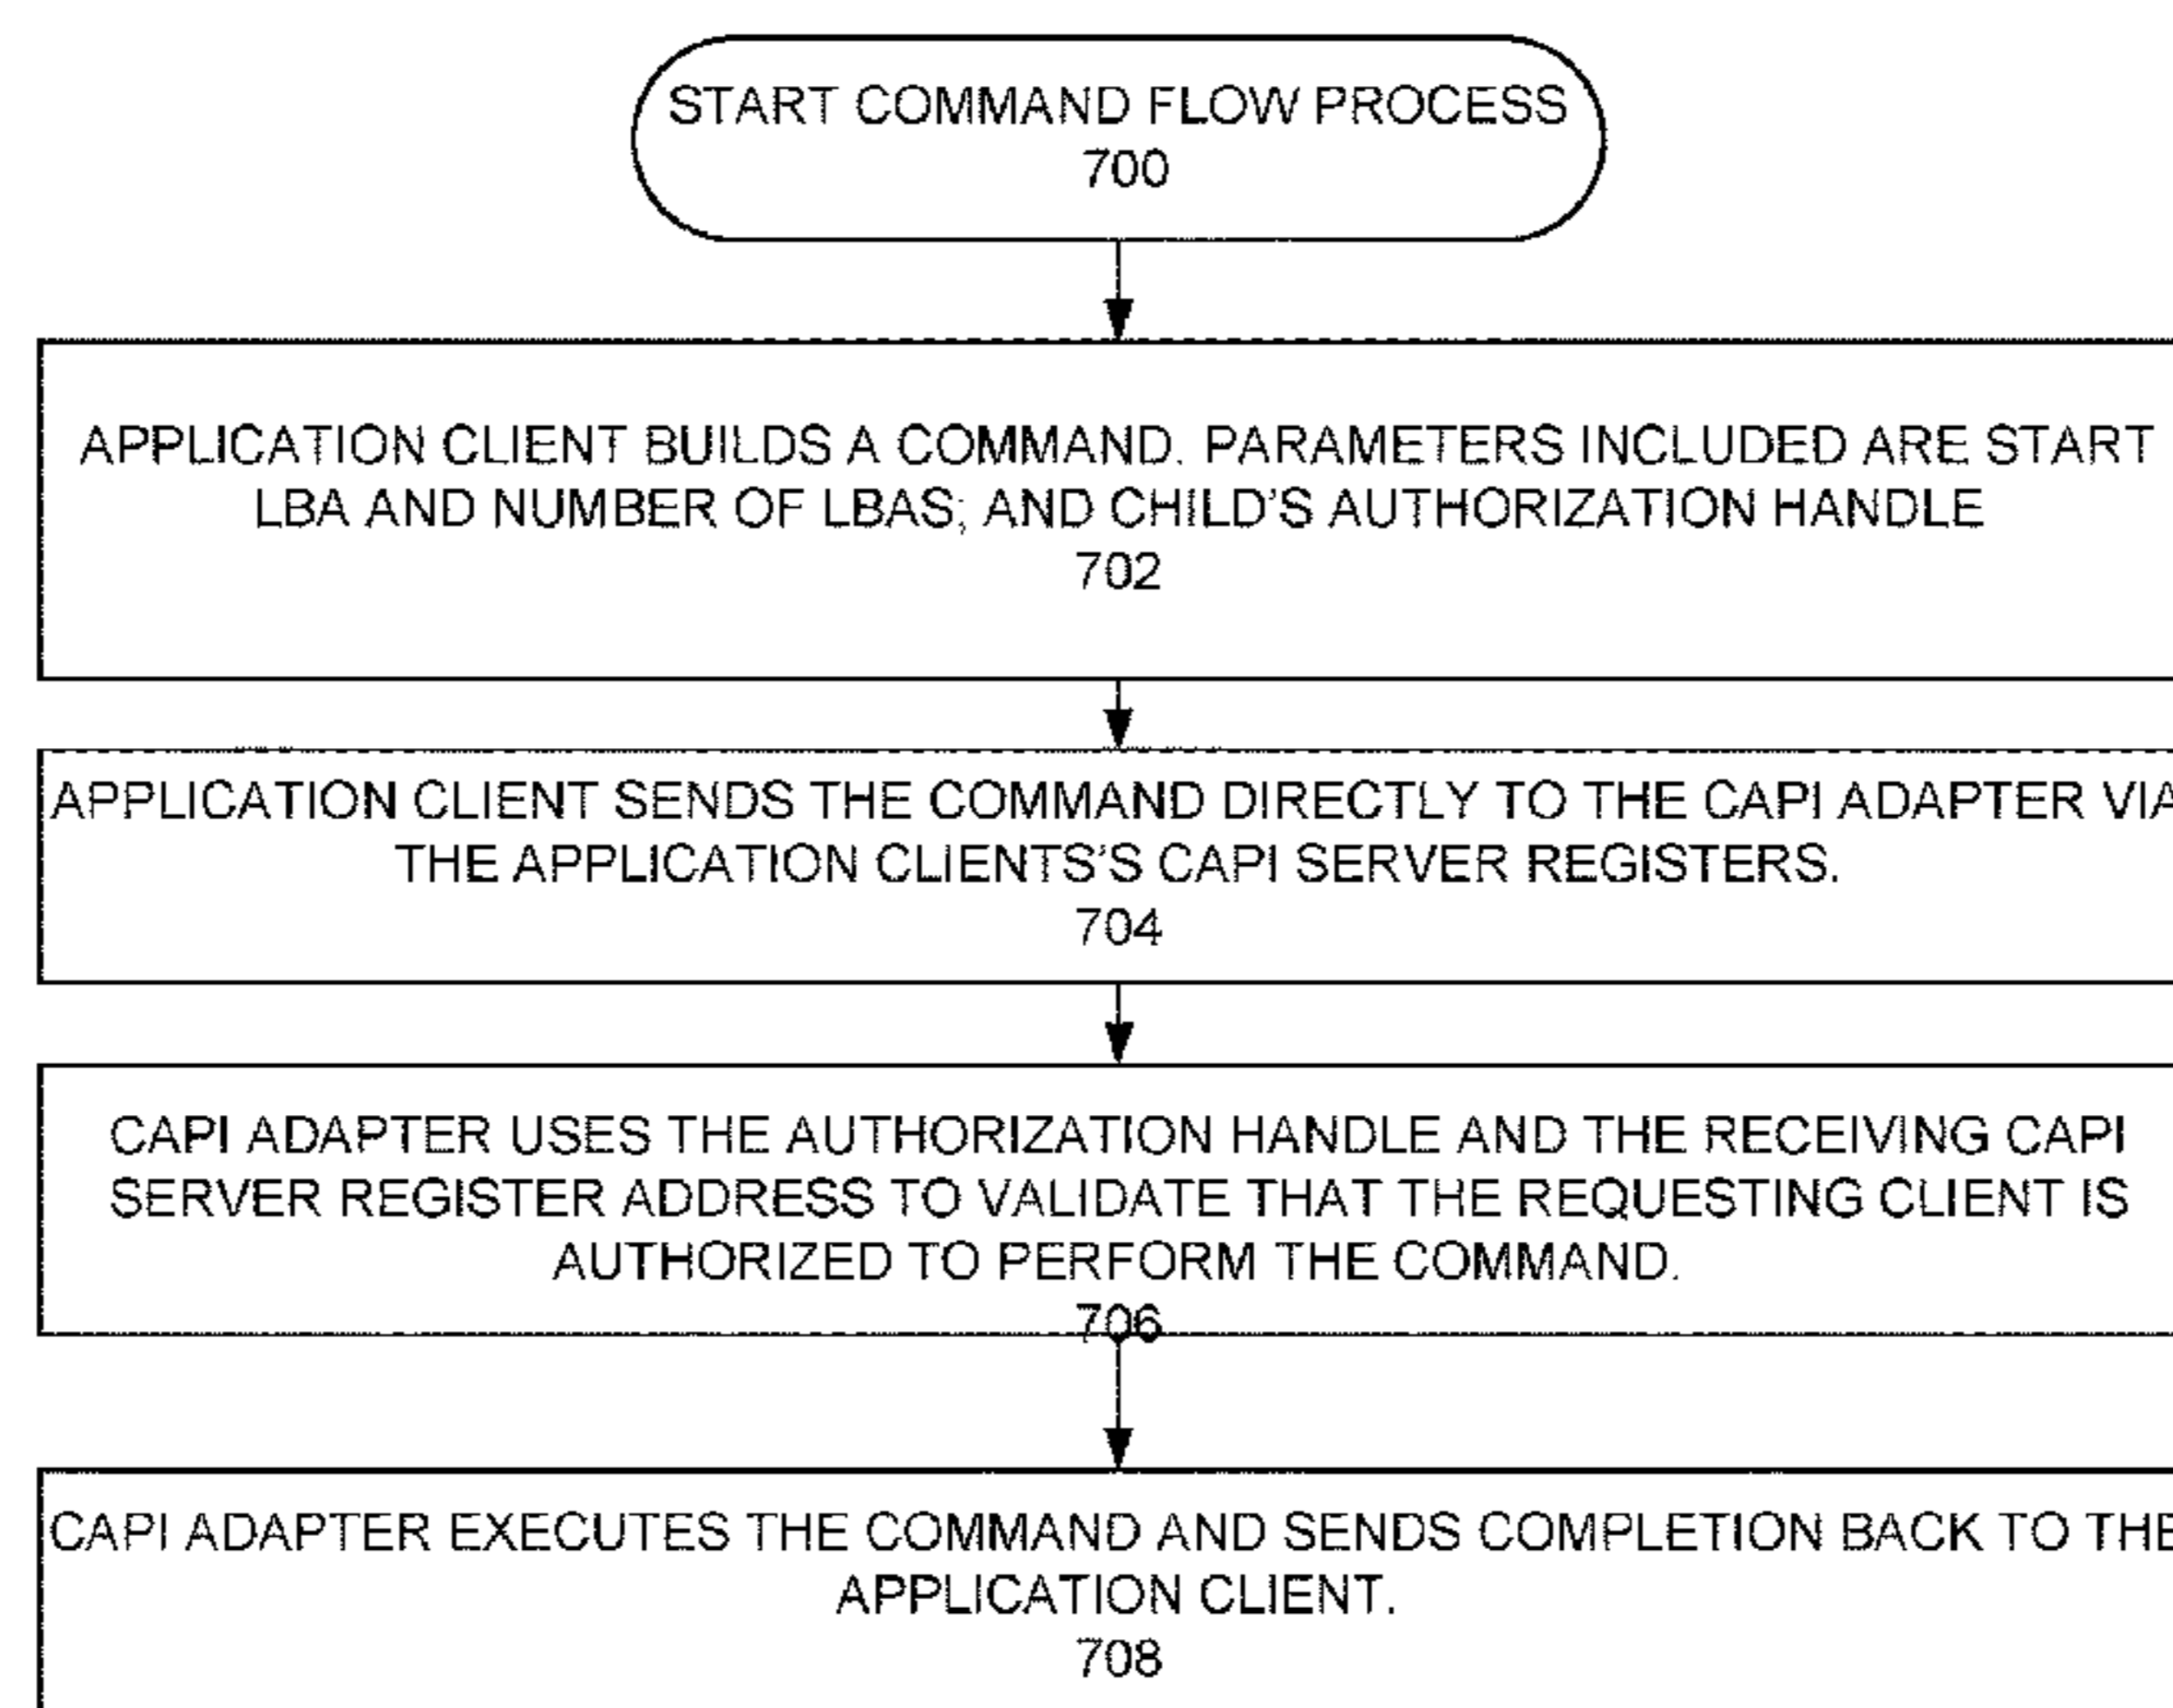 START COMMAND FLOW PROCESS
700
APPLICATION CLIENT BUILDS A COMMAND. PARAMETERS INCLUDED ARE START
LBA AND NUMBER OF LBAS; AND CHILD'S AUTHORIZATION HANDLE
702
APPLICATION CLIENT SENDS THE COMMAND DIRECTLY TO THE CAPI ADAPTER VIA
THE APPLICATION CLIENTS'S CAPI SERVER REGISTERS.
704
CAPI ADAPTER USES THE AUTHORIZATION HANDLE AND THE RECEIVING CAPI
SERVER REGISTER ADDRESS TO VALIDATE THAT THE REQUESTING CLIENT IS
AUTHORIZED TO PERFORM THE COMMAND.
706
CAPI ADAPTER EXECUTES THE COMMAND AND SENDS COMPLETION BACK TO THE
APPLICATION CLIENT.
708